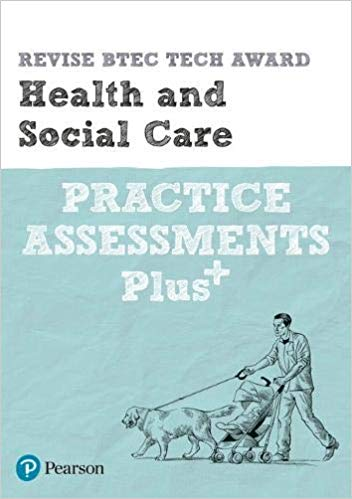 REVISE BTEC TECH AWARD
Health and
Social Care
PRACTICE
ASSESSMENTS
Plus+
Pearson